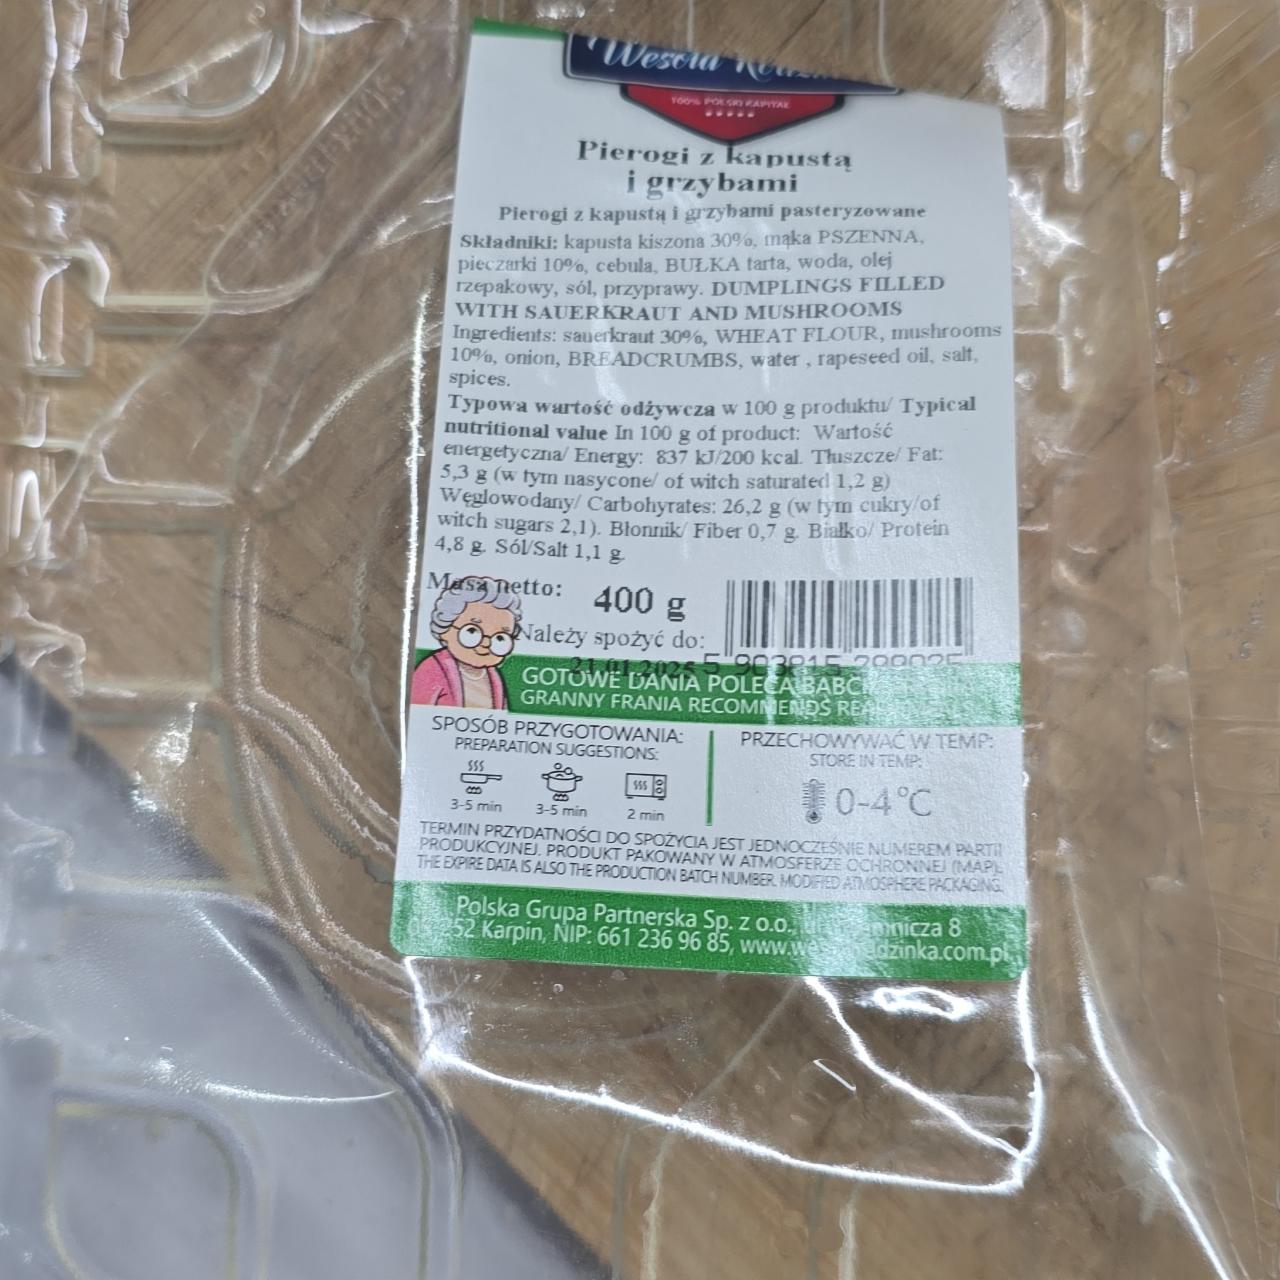 Wesoła
100% POLSKI KAPITAŁ
Pierogi z kapustą
i grzybami
Pierogi z kapustą i grzybami pasteryzowane
Składniki: kapusta kiszona 30%, mąka PSZENNA,
pieczarki 10%, cebula, BUŁKA tarta, woda, olej
rzepakowy, sól, przyprawy. DUMPLINGS FILLED
WITH SAUERKRAUT AND MUSHROOMS
Ingredients: sauerkraut 30%, WHEAT FLOUR, mushrooms
10%, onion, BREADCRUMBS, water , rapeseed oil, salt,
spices.
Typowa wartość odżywcza w 100 g produktu/ Typical
nutritional value In 100 g of product: Wartość
energetyczna/ Energy: 837 kJ/200 kcal. Tłuszcze/ Fat:
5,3 g (w tym nasycone/ of witch saturated 1,2 g)
Węglowodany/ Carbohyrates: 26,2 g (w tym cukry/of
witch sugars 2,1). Błonnik/ Fiber 0,7 g. Białko/ Protein
4,8 g. Sól/Salt 1,1 g.
Masa netto: 400 g
Należy spożyć do:
21.01.2025
GOTOWE DANIA POLECA BABC
GRANNY FRANIA RECOMMENDS
SPOSÓB PRZYGOTOWANIA:
PREPARATION SUGGESTIONS:
3-5 min 3-5 min 2 min
PRZECHOWYWAĆ W TEMP:
STORE IN TEMP:
0-4°C
TERMIN PRZYDATNOŚCI DO SPOŻYCIA JEST JEDNOCZEŚNIE NUMEREM PARTII
PRODUKCYJNEJ. PRODUKT PAKOWANY W ATMOSFERZE OCHRONNEJ (MAP).
THE EXPIRE DATA IS ALSO THE PRODUCTION BATCH NUMBER. MODIFIED ATMOSPHERE PACKAGING.
Polska Grupa Partnerska Sp. z o.o., 8
52 Karpin, NIP: 661 236 96 85,